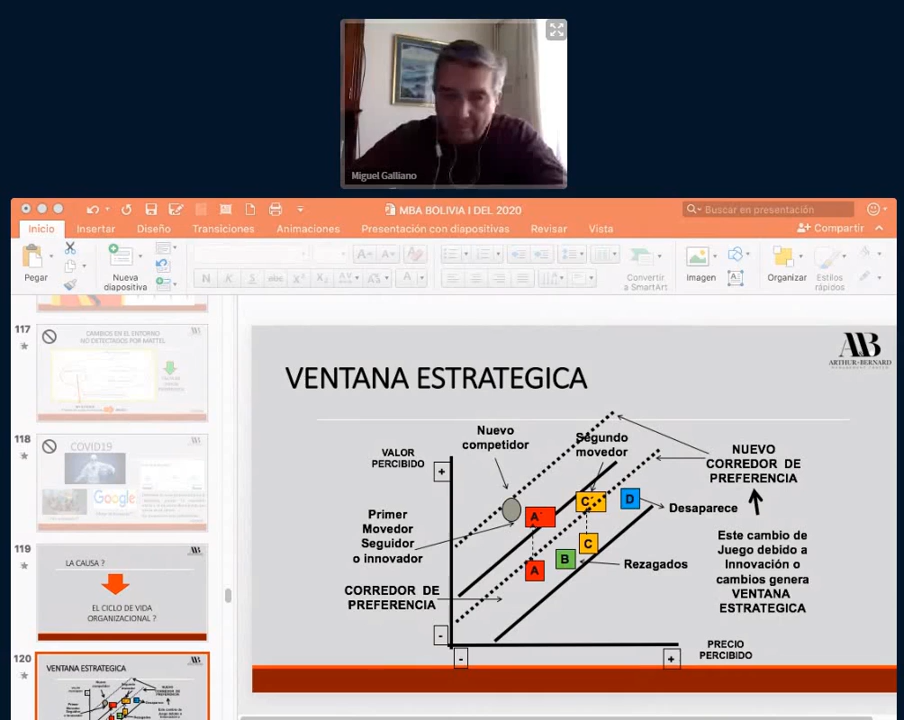 Miguel Galliano
MBA BOLIVIA I DEL 2020
Buscar en presentación
Inicio
Insertar
Diseño
Transiciones
Animaciones
Presentación con diapositivas
Revisar
Vista
Compartir
Pegar
Nueva
diapositiva
Convertir
a SmartArt
Imagen
Organizar
Estilos
rápidos
117
CAMBIOS EN EL ENTORNO
NO DETECTADOS POR MATTEL
118
COVID19
Google
119
LA CAUSA ?
EL CICLO DE VIDA
ORGANIZACIONAL ?
120
VENTANA ESTRATEGICA
AB
ARTHUR BERNARD
VENTANA ESTRATEGICA
Nuevo
competidor
Segundo
movedor
VALOR
PERCIBIDO
+
NUEVO
CORREDOR DE
PREFERENCIA
Primer
Movedor
Seguidor
o innovador
A´
C´
D
Desaparece
Este cambio de
Juego debido a
Innovación o
cambios genera
VENTANA
ESTRATEGICA
A
B
C
Rezagados
CORREDOR DE
PREFERENCIA
-
-
+
PRECIO
PERCIBIDO